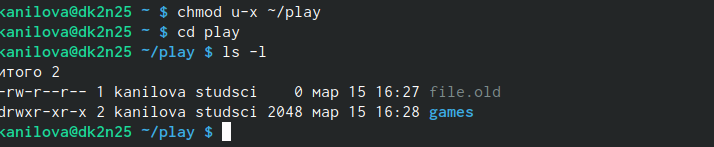 kanilova@dk2n25 ~ $ chmod u-x ~/play
kanilova@dk2n25 ~ $ cd play
kanilova@dk2n25 ~/play $ ls -l
итого 2
-rw-r--r-- 1 kanilova studsci    0 мар 15 16:27 file.old
drwxr-xr-x 2 kanilova studsci 2048 мар 15 16:28 games
kanilova@dk2n25 ~/play $